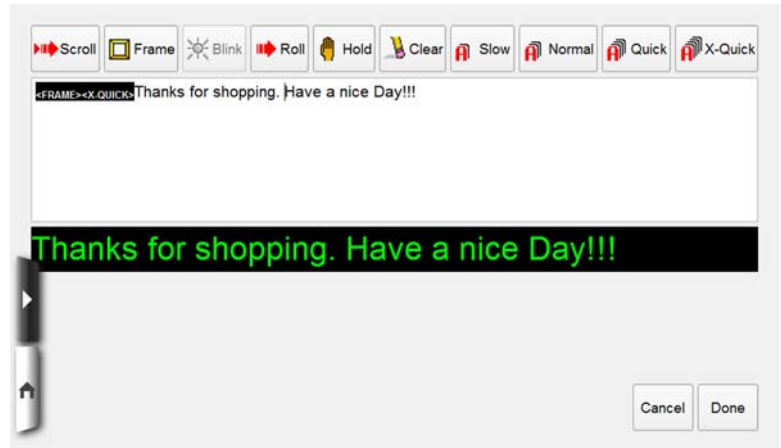 Scroll Frame Blink Roll Hold Clear Slow Normal Quick X-Quick
<FRAME><X-QUICK>Thanks for shopping. Have a nice Day!!!
Thanks for shopping. Have a nice Day!!!
Cancel Done